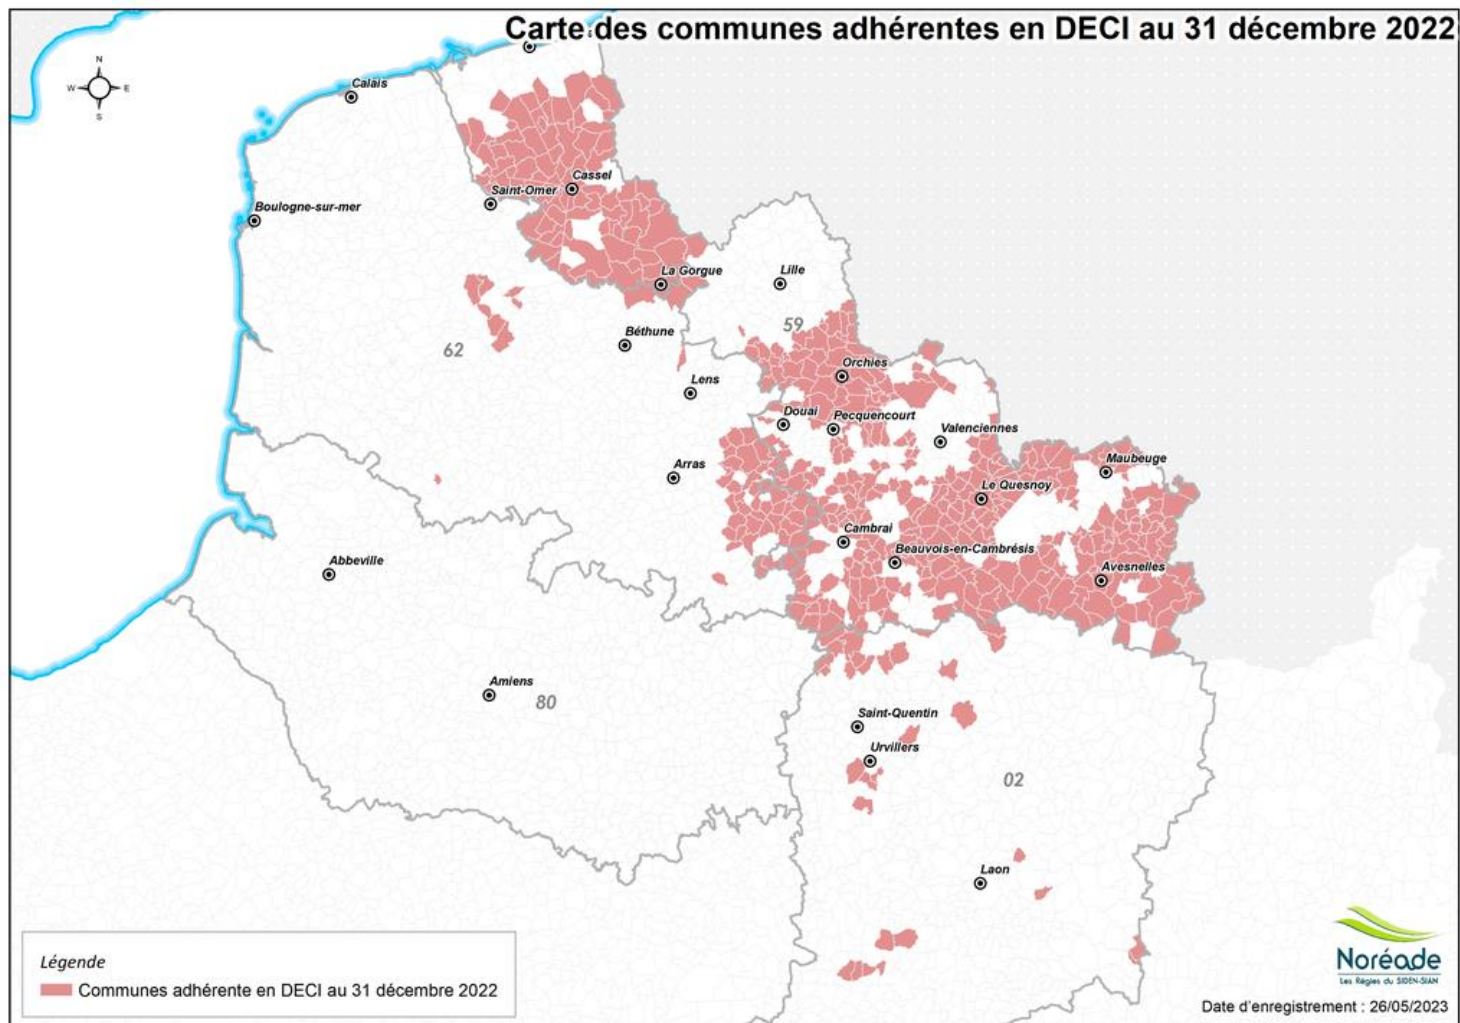 Carte des communes adhérentes en DECI au 31 décembre 2022
N
W E
S
Calais
Cassel
Saint-Omer
Boulogne-sur-mer
La Gorgue
Lille
59
Béthune
62
Orchies
Lens
Douai
Pecquencourt
Valenciennes
Arras
Maubeuge
Le Quesnoy
Cambrai
Beauvois-en-Cambrésis
Abbeville
Avesnelles
Amiens
80
Saint-Quentin
Urvillers
02
Laon
Légende
Communes adhérente en DECI au 31 décembre 2022
Noréade
Les Régies du SIDEN-SIAN
Date d'enregistrement : 26/05/2023